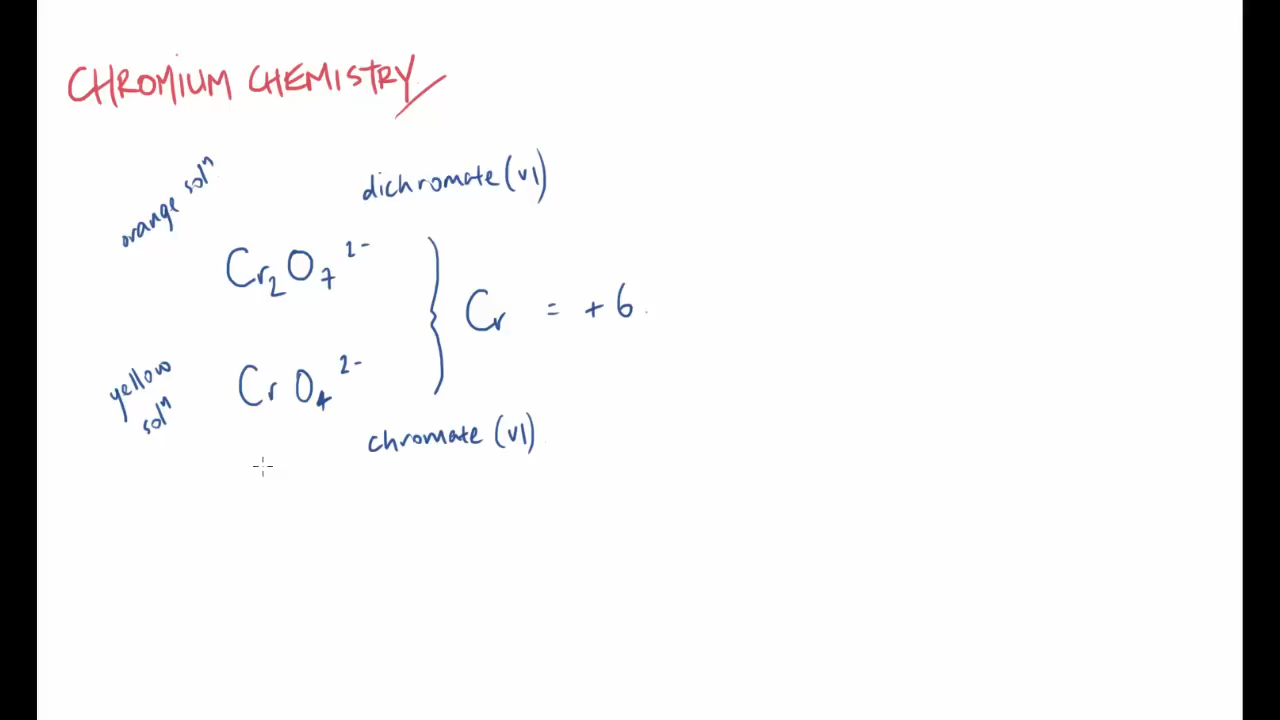 CHROMIUM CHEMISTRY
orange solⁿ
dichromate (VI)
Cr₂O₇²⁻
Cr = +6
yellow
solⁿ
CrO₄²⁻
chromate (VI)